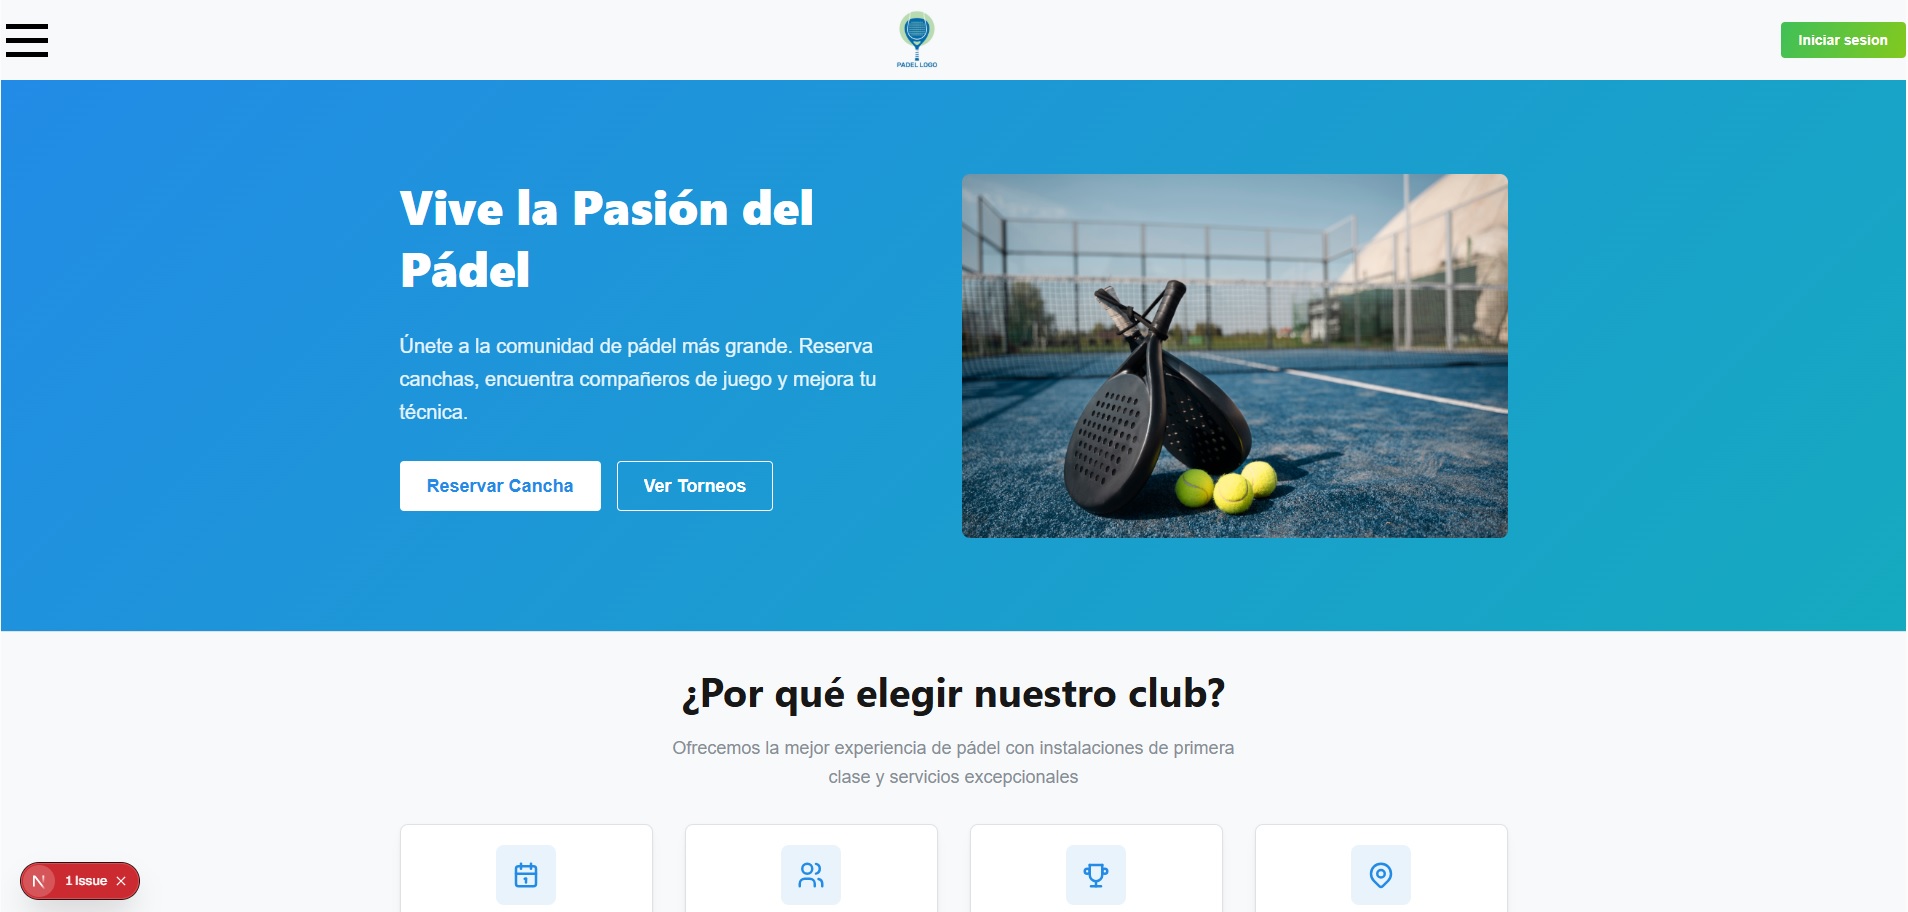 PADEL LOGO
Iniciar sesion
Vive la Pasión del
Pádel
Únete a la comunidad de pádel más grande. Reserva
canchas, encuentra compañeros de juego y mejora tu
técnica.
Reservar Cancha
Ver Torneos
¿Por qué elegir nuestro club?
Ofrecemos la mejor experiencia de pádel con instalaciones de primera
clase y servicios excepcionales
N
1 Issue